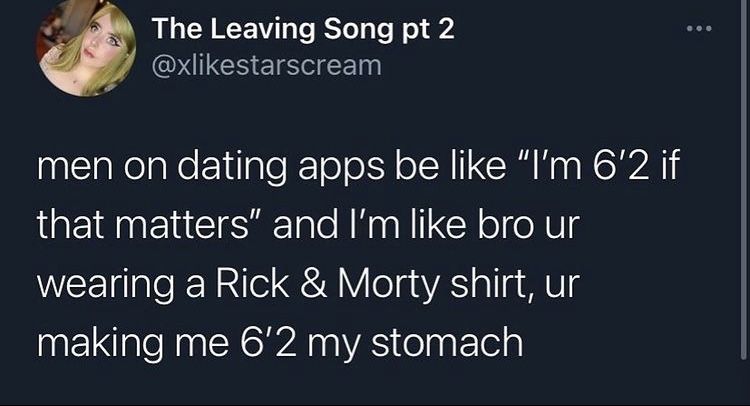 The Leaving Song pt 2
@xlikestarscream
men on dating apps be like “I’m 6’2 if
that matters” and I’m like bro ur
wearing a Rick & Morty shirt, ur
making me 6’2 my stomach